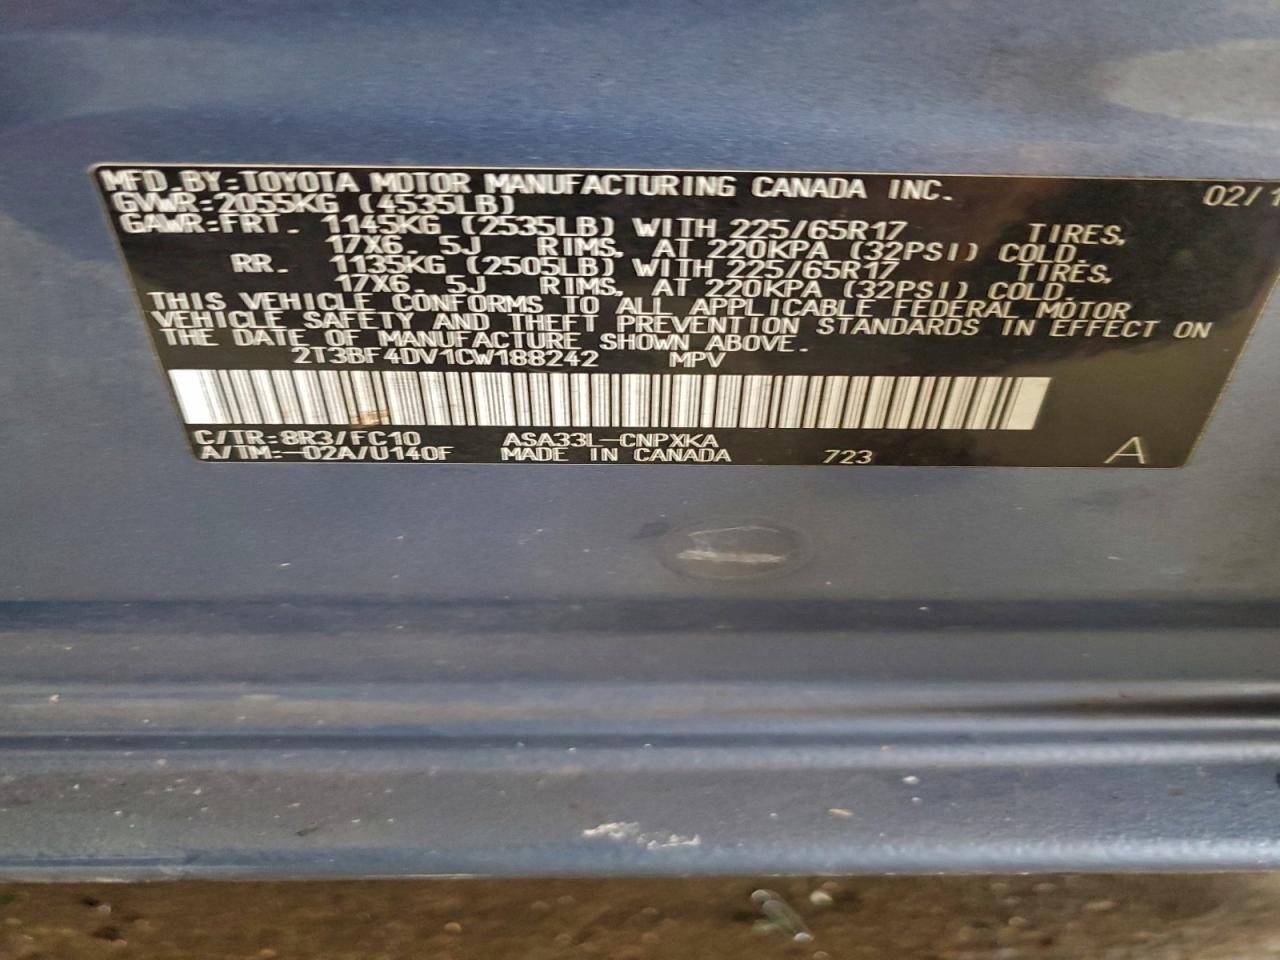 MFD.BY:TOYOTA MOTOR MANUFACTURING CANADA INC. 02/1
GVWR:2055KG (4535LB)
GAWR:FRT. 1145KG (2535LB) WITH 225/65R17 TIRES,
17X6.5J RIMS, AT 220KPA (32PSI) COLD.
RR. 1135KG (2505LB) WITH 225/65R17 TIRES,
17X6.5J RIMS, AT 220KPA (32PSI) COLD.
THIS VEHICLE CONFORMS TO ALL APPLICABLE FEDERAL MOTOR
VEHICLE SAFETY AND THEFT PREVENTION STANDARDS IN EFFECT ON
THE DATE OF MANUFACTURE SHOWN ABOVE.
2T3BF4DV1CW188242 MPV
C/TR:8R3/FC10 ASA33L-CNPXKA
A/TM:-02A/U140F MADE IN CANADA 723 A